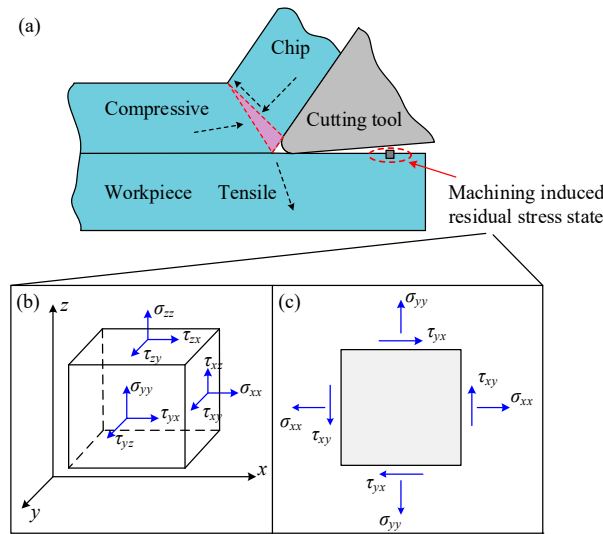 (a)
Chip
Compressive
Cutting tool
Workpiece
Tensile
Machining induced
residual stress state
(b)
z
σzz
τzx
τzy
τxz
σyy
σxx
τyx
τxy
τyz
x
y
(c)
σyy
τyx
τxy
σxx
σxx
τxy
τyx
σyy